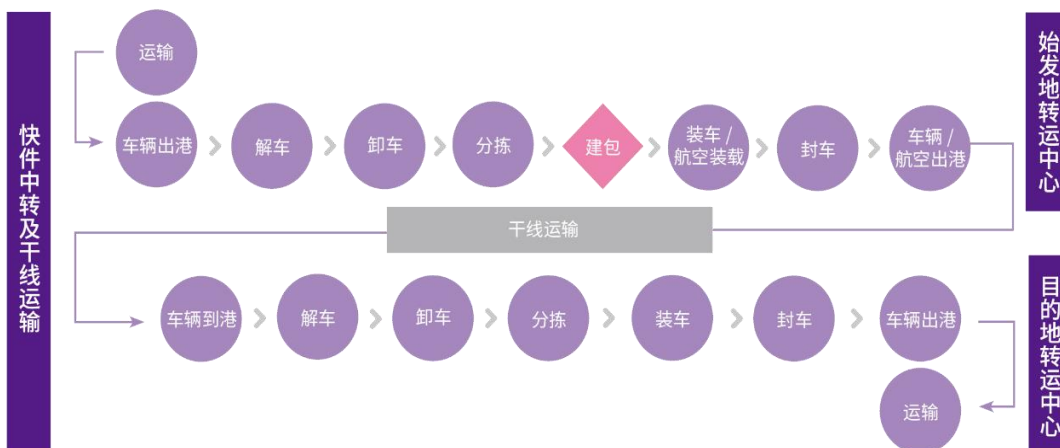 快件中转及干线运输
运输
车辆出港
解车
卸车
分拣
建包
装车 /
航空装载
封车
车辆 /
航空出港
始发地转运中心
干线运输
车辆到港
解车
卸车
分拣
装车
封车
车辆出港
运输
目的地转运中心